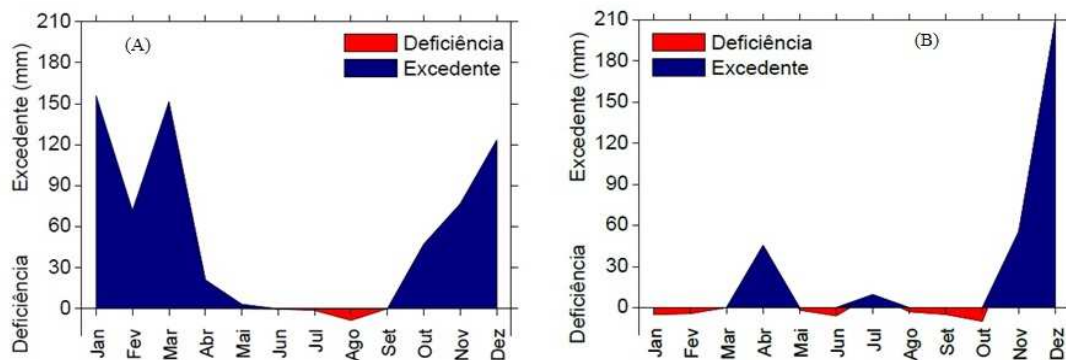 210
180
150
120
90
60
30
0
Excedente (mm)
Deficiência
(A)
Deficiência
Excedente
Jan
Fev
Mar
Abr
Mai
Jun
Jul
Ago
Set
Out
Nov
Dez
210
180
150
120
90
60
30
0
Excedente (mm)
Deficiência
Deficiência
Excedente
(B)
Jan
Fev
Mar
Abr
Mai
Jun
Jul
Ago
Set
Out
Nov
Dez